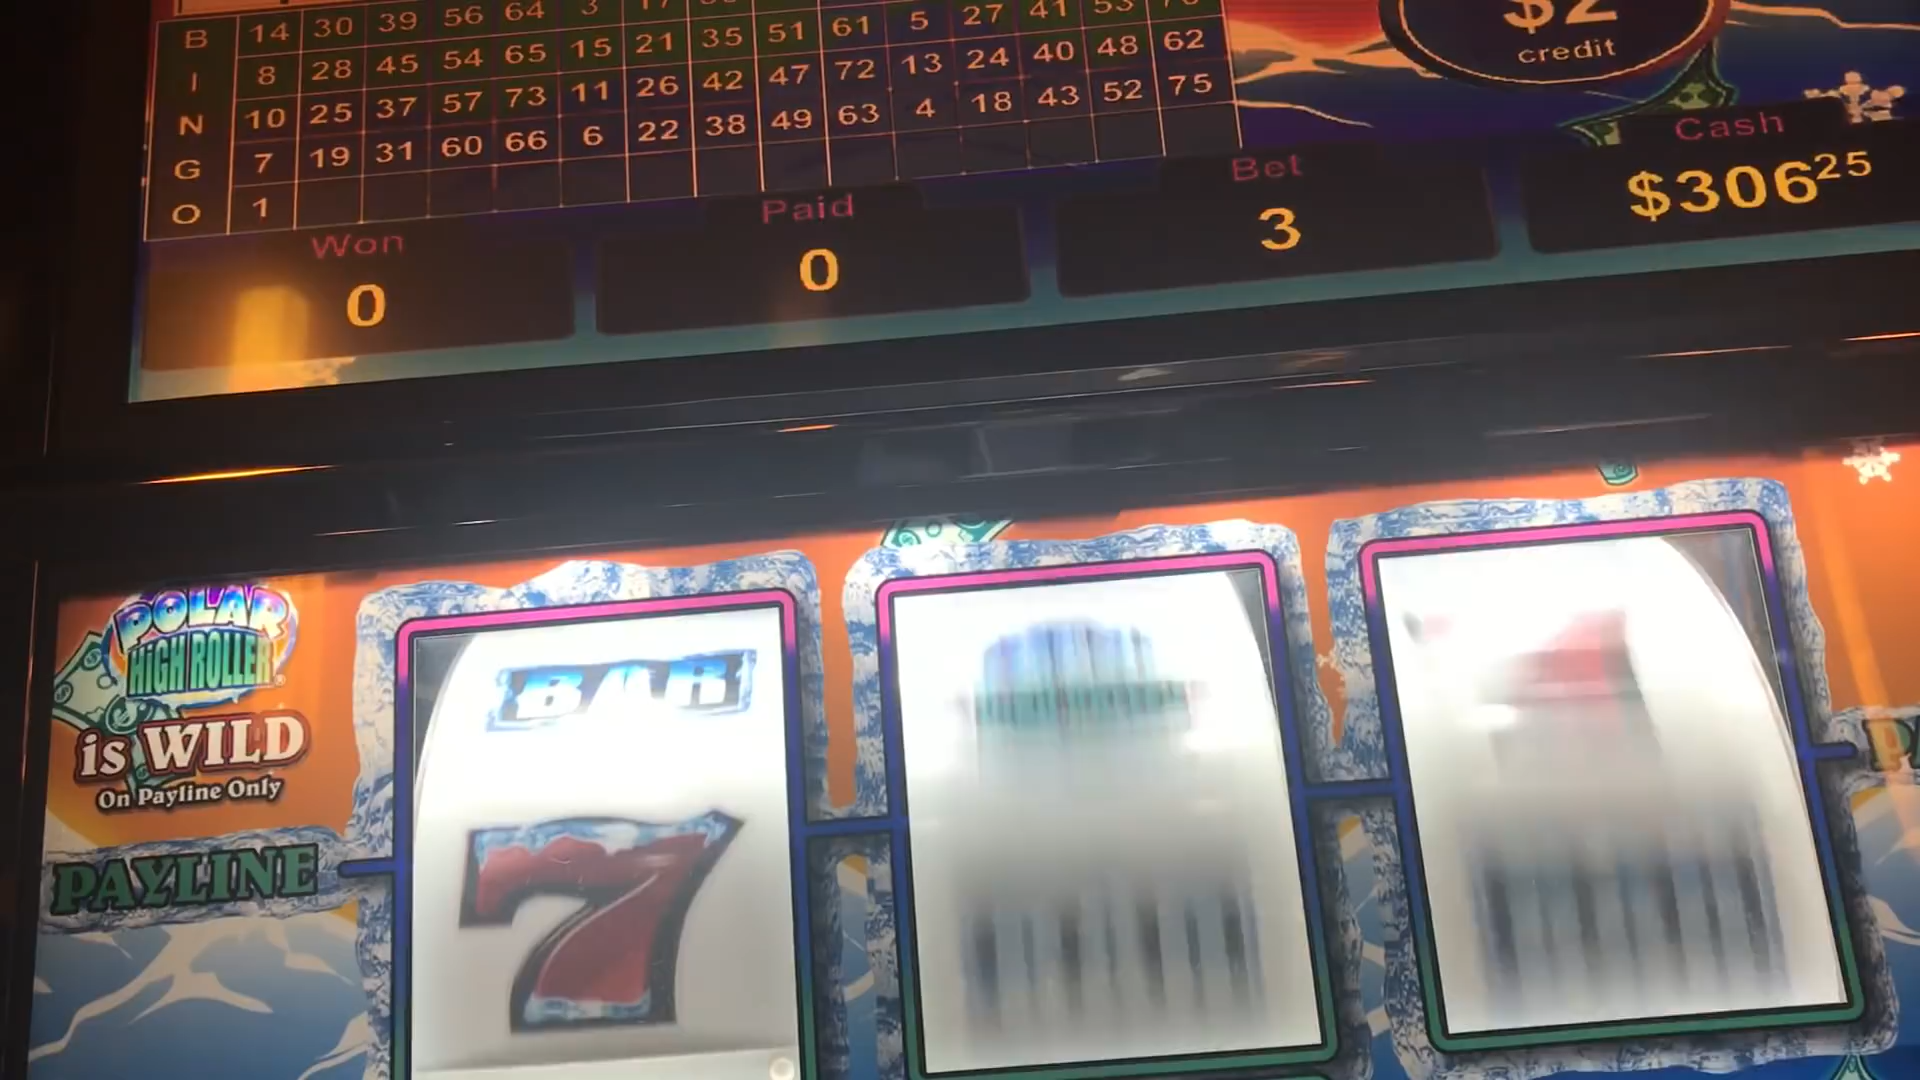 B 14 30 39 56 64 3 17 51 61 5 27 41 53
I 8 28 45 54 65 15 21 35 47 72 13 24 40 48 62
N 10 25 37 57 73 11 26 42 49 63 4 18 43 52 75
G 7 19 31 60 66 6 22 38
O 1
$2
credit
Won
0
Paid
0
Bet
3
Cash
$306 25
POLAR
HIGH ROLLER®
is WILD
On Payline Only
PAYLINE
BAR
7
P